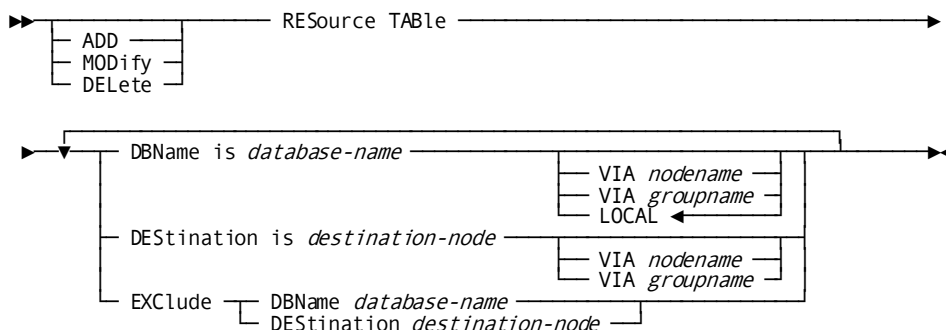 RESource TABle
ADD
MODify
DELete
DBName is database-name
VIA nodename
VIA groupname
LOCAL
DEStination is destination-node
VIA nodename
VIA groupname
EXClude DBName database-name
DEStination destination-node